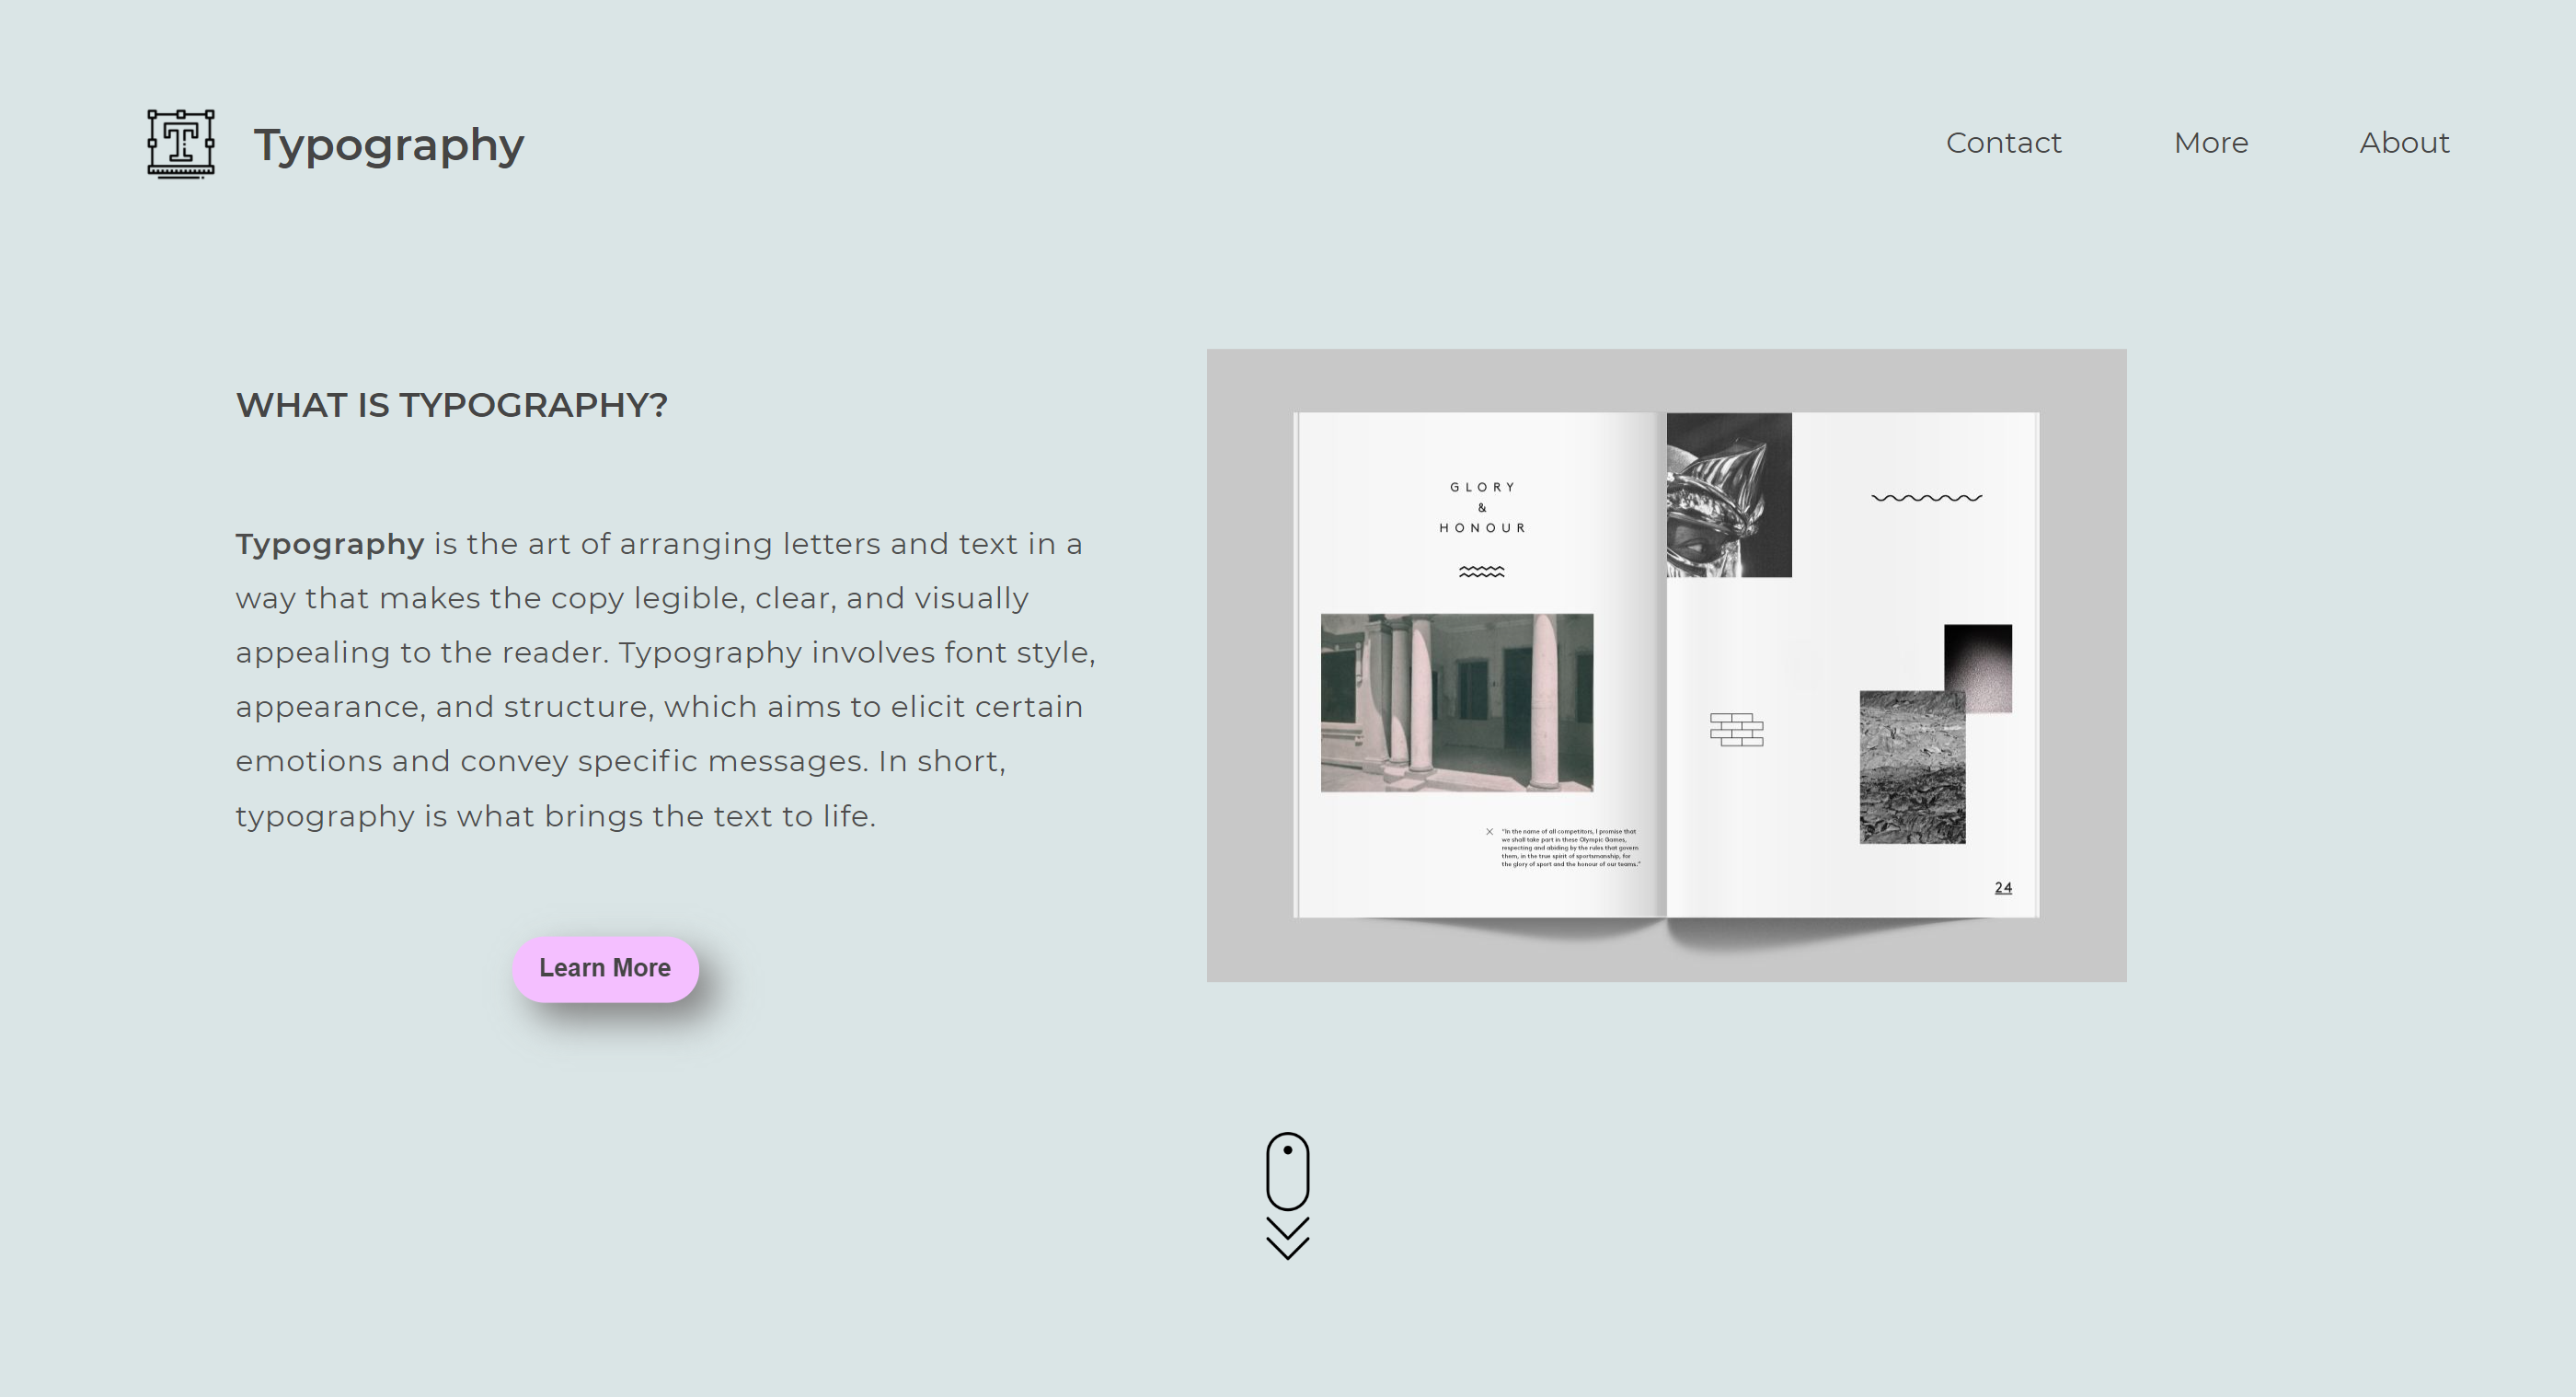 Typography
Contact More About
WHAT IS TYPOGRAPHY?
Typography is the art of arranging letters and text in a
way that makes the copy legible, clear, and visually
appealing to the reader. Typography involves font style,
appearance, and structure, which aims to elicit certain
emotions and convey specific messages. In short,
typography is what brings the text to life.
Learn More
GLORY
&
HONOUR
"In the name of all competitors, I promise that
we shall take part in these Olympic Games,
respecting and abiding by the rules that govern
them, in the true spirit of sportsmanship, for
the glory of sport and the honour of our teams."
24